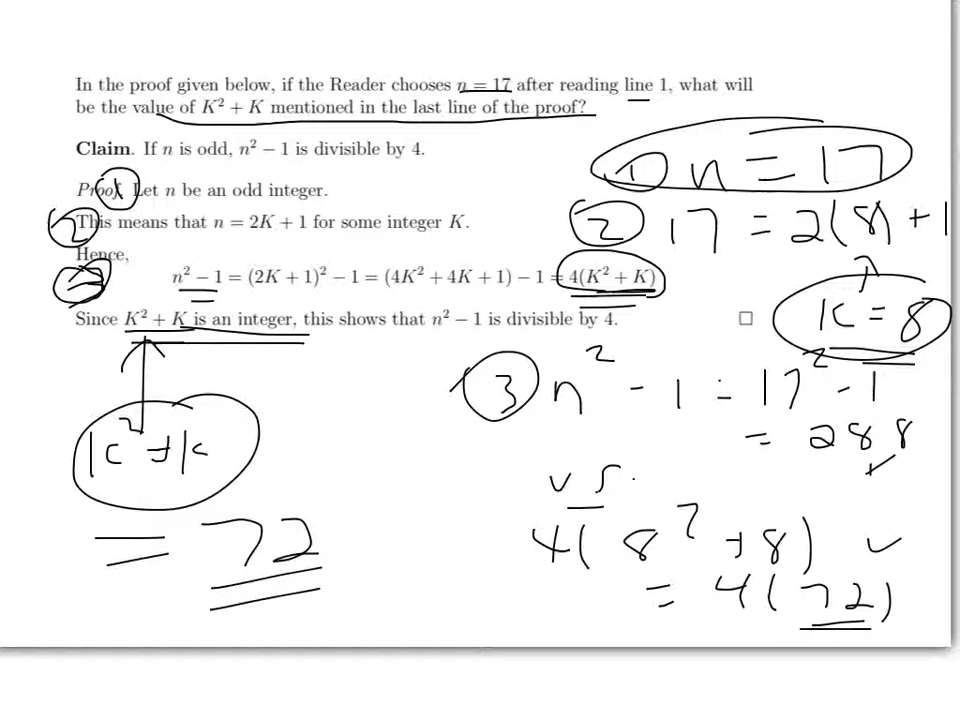 In the proof given below, if the Reader chooses n = 17 after reading line 1, what will
be the value of K² + K mentioned in the last line of the proof?
Claim. If n is odd, n² − 1 is divisible by 4.
Proof. Let n be an odd integer.
This means that n = 2K + 1 for some integer K.
Hence,
n² − 1 = (2K + 1)² − 1 = (4K² + 4K + 1) − 1 = 4(K² + K)
Since K² + K is an integer, this shows that n² − 1 is divisible by 4. □
1 n = 17
2 17 = 2(8) + 1
K = 8
3 n² - 1 = 17² - 1
= 288
vs.
4(8² + 8) ✓
= 4(72)
K² + K
= 72
1
2
3